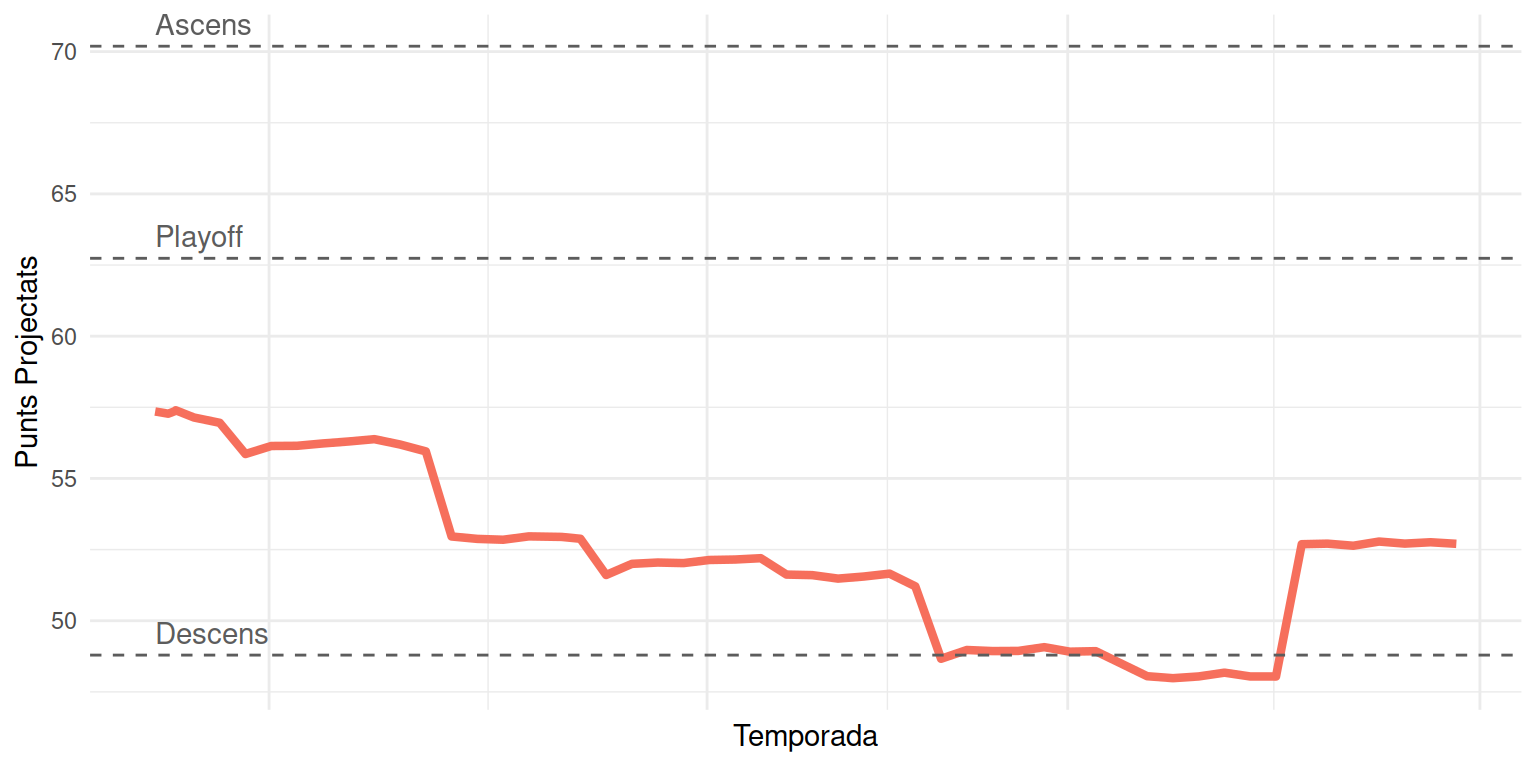 Ascens
70
65
Playoff
60
55
50
Descens
Punts Projectats
Temporada